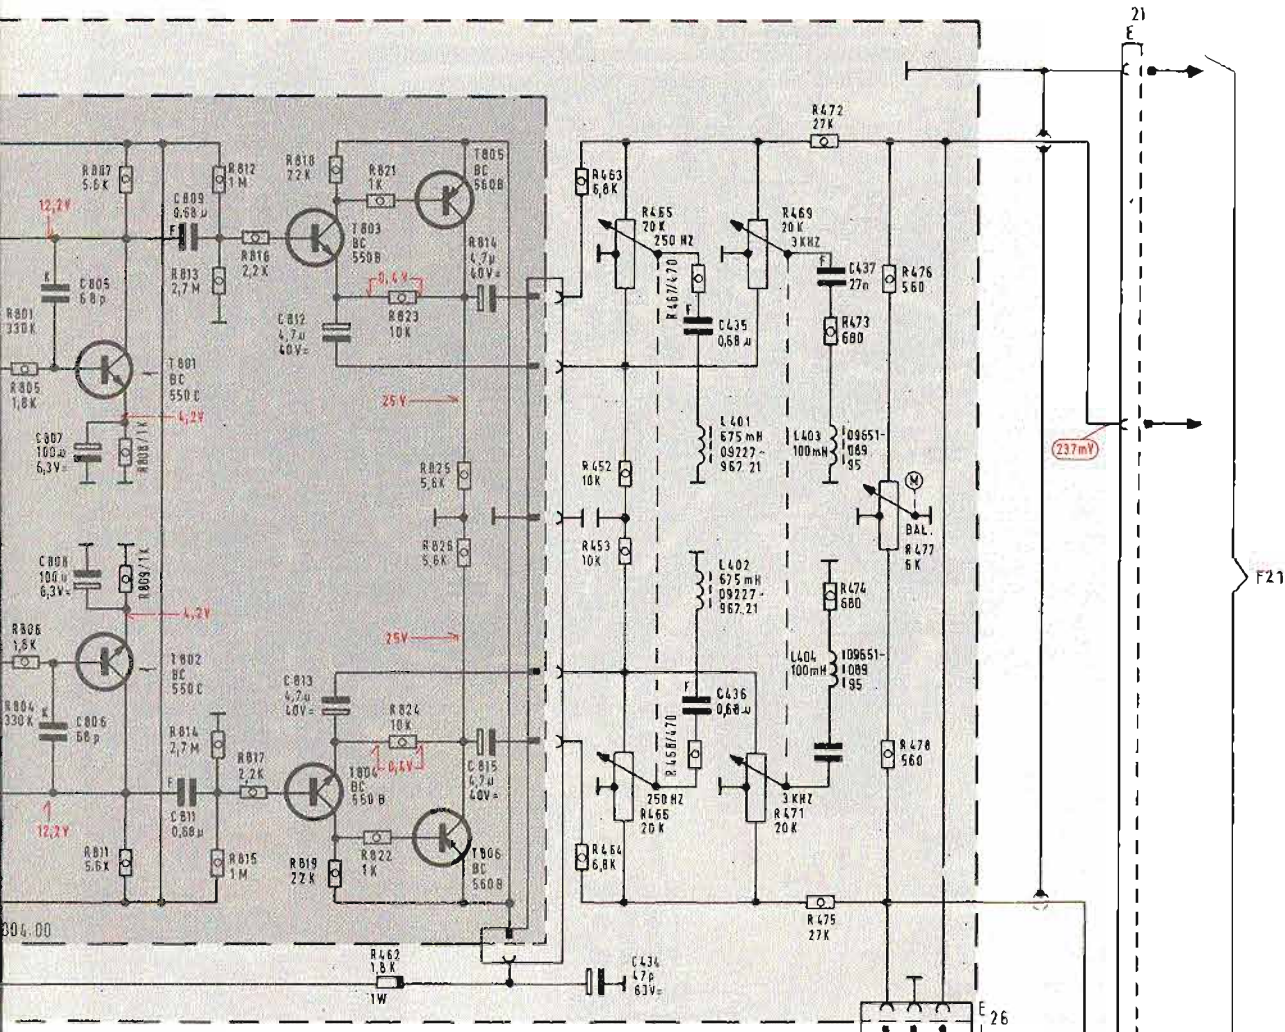 21
E
R472
27K
R807
5.6K
12,2V
C809
0,68µ
F
R812
1M
R818
22K
R821
1K
T805
BC
560B
R463
6,8K
R465
20K
250HZ
R469
20K
3KHZ
R816
2,2K
T803
BC
550B
R814
4,7µ
40V=
R813
2,7M
K
C805
68p
R801
330K
0,4V
R823
10K
C812
4,7µ
40V=
R467/470
F
C435
0,68µ
F
C437
27n
R473
680
R476
560
R805
1,8K
T801
BC
550C
4,2V
25V
C807
100µ
6,3V=
R808/1K
L401
675mH
09227-
967.21
L403
100mH
09651-
089
95
237mV
R825
5,6K
R452
10K
M
BAL.
R477
6K
R826
5,6K
R453
10K
C808
100µ
6,3V=
R809/1K
4,2V
L402
675mH
09227-
967.21
R474
680
F21
R806
1,8K
T802
BC
550C
25V
L404
100mH
09651-
089
95
R804
330K
K
C806
68p
C813
4,7µ
40V=
R824
10K
F
C436
0,68µ
R468/470
R814
2,7M
R817
2,2K
0,4V
C815
4,7µ
40V=
R478
560
12,2V
F
C811
0,68µ
T804
BC
550B
250HZ
R466
20K
3KHZ
R471
20K
R811
5.6K
R815
1M
R819
22K
R822
1K
T806
BC
560B
R464
6,8K
R475
27K
004.00
R462
1,8K
1W
C434
47µ
63V=
E
26